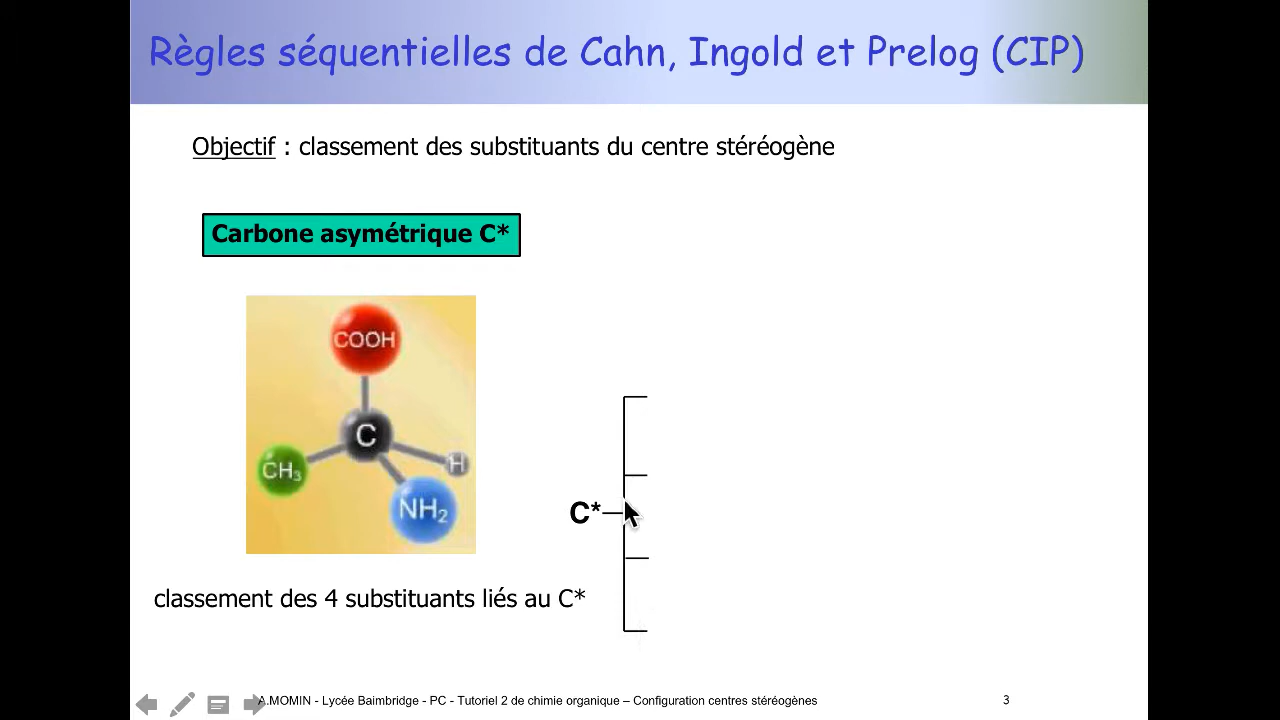 Règles séquentielles de Cahn, Ingold et Prelog (CIP)
Objectif : classement des substituants du centre stéréogène
Carbone asymétrique C*
COOH
C
CH₃
H
NH₂
C*
classement des 4 substituants liés au C*
A.MOMIN - Lycée Baimbridge - PC - Tutoriel 2 de chimie organique – Configuration centres stéréogènes
3